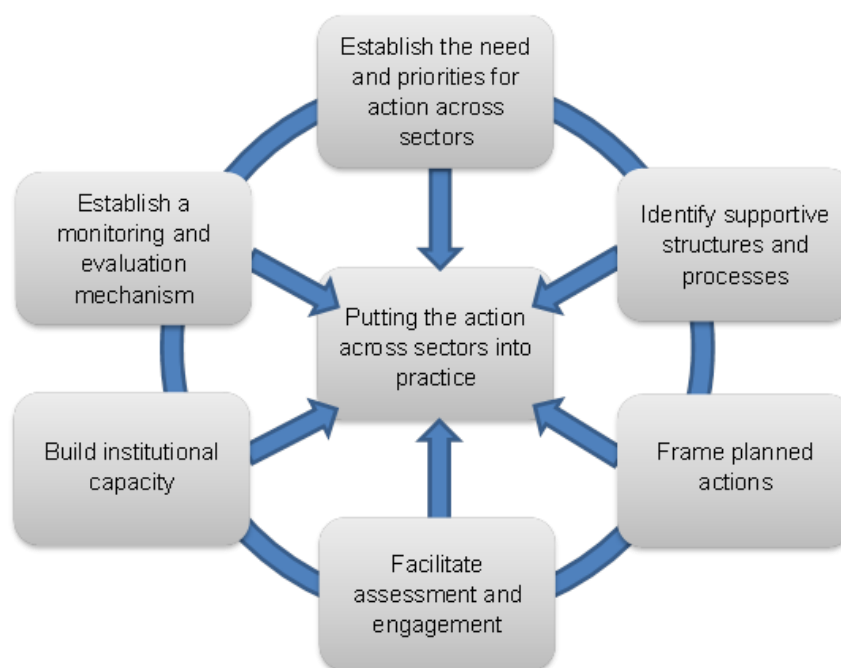 Establish the need
and priorities for
action across
sectors
Identify supportive
structures and
processes
Frame planned
actions
Facilitate
assessment and
engagement
Build institutional
capacity
Establish a
monitoring and
evaluation
mechanism
Putting the action
across sectors into
practice